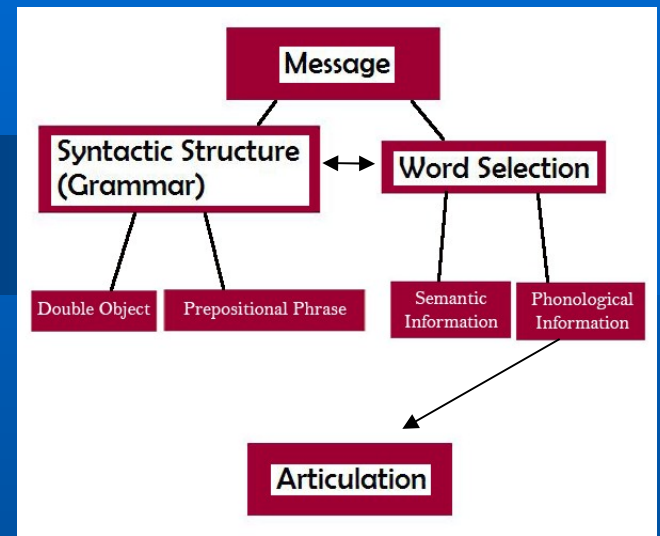 Message
Syntactic Structure
(Grammar)
Word Selection
Double Object
Prepositional Phrase
Semantic
Information
Phonological
Information
Articulation